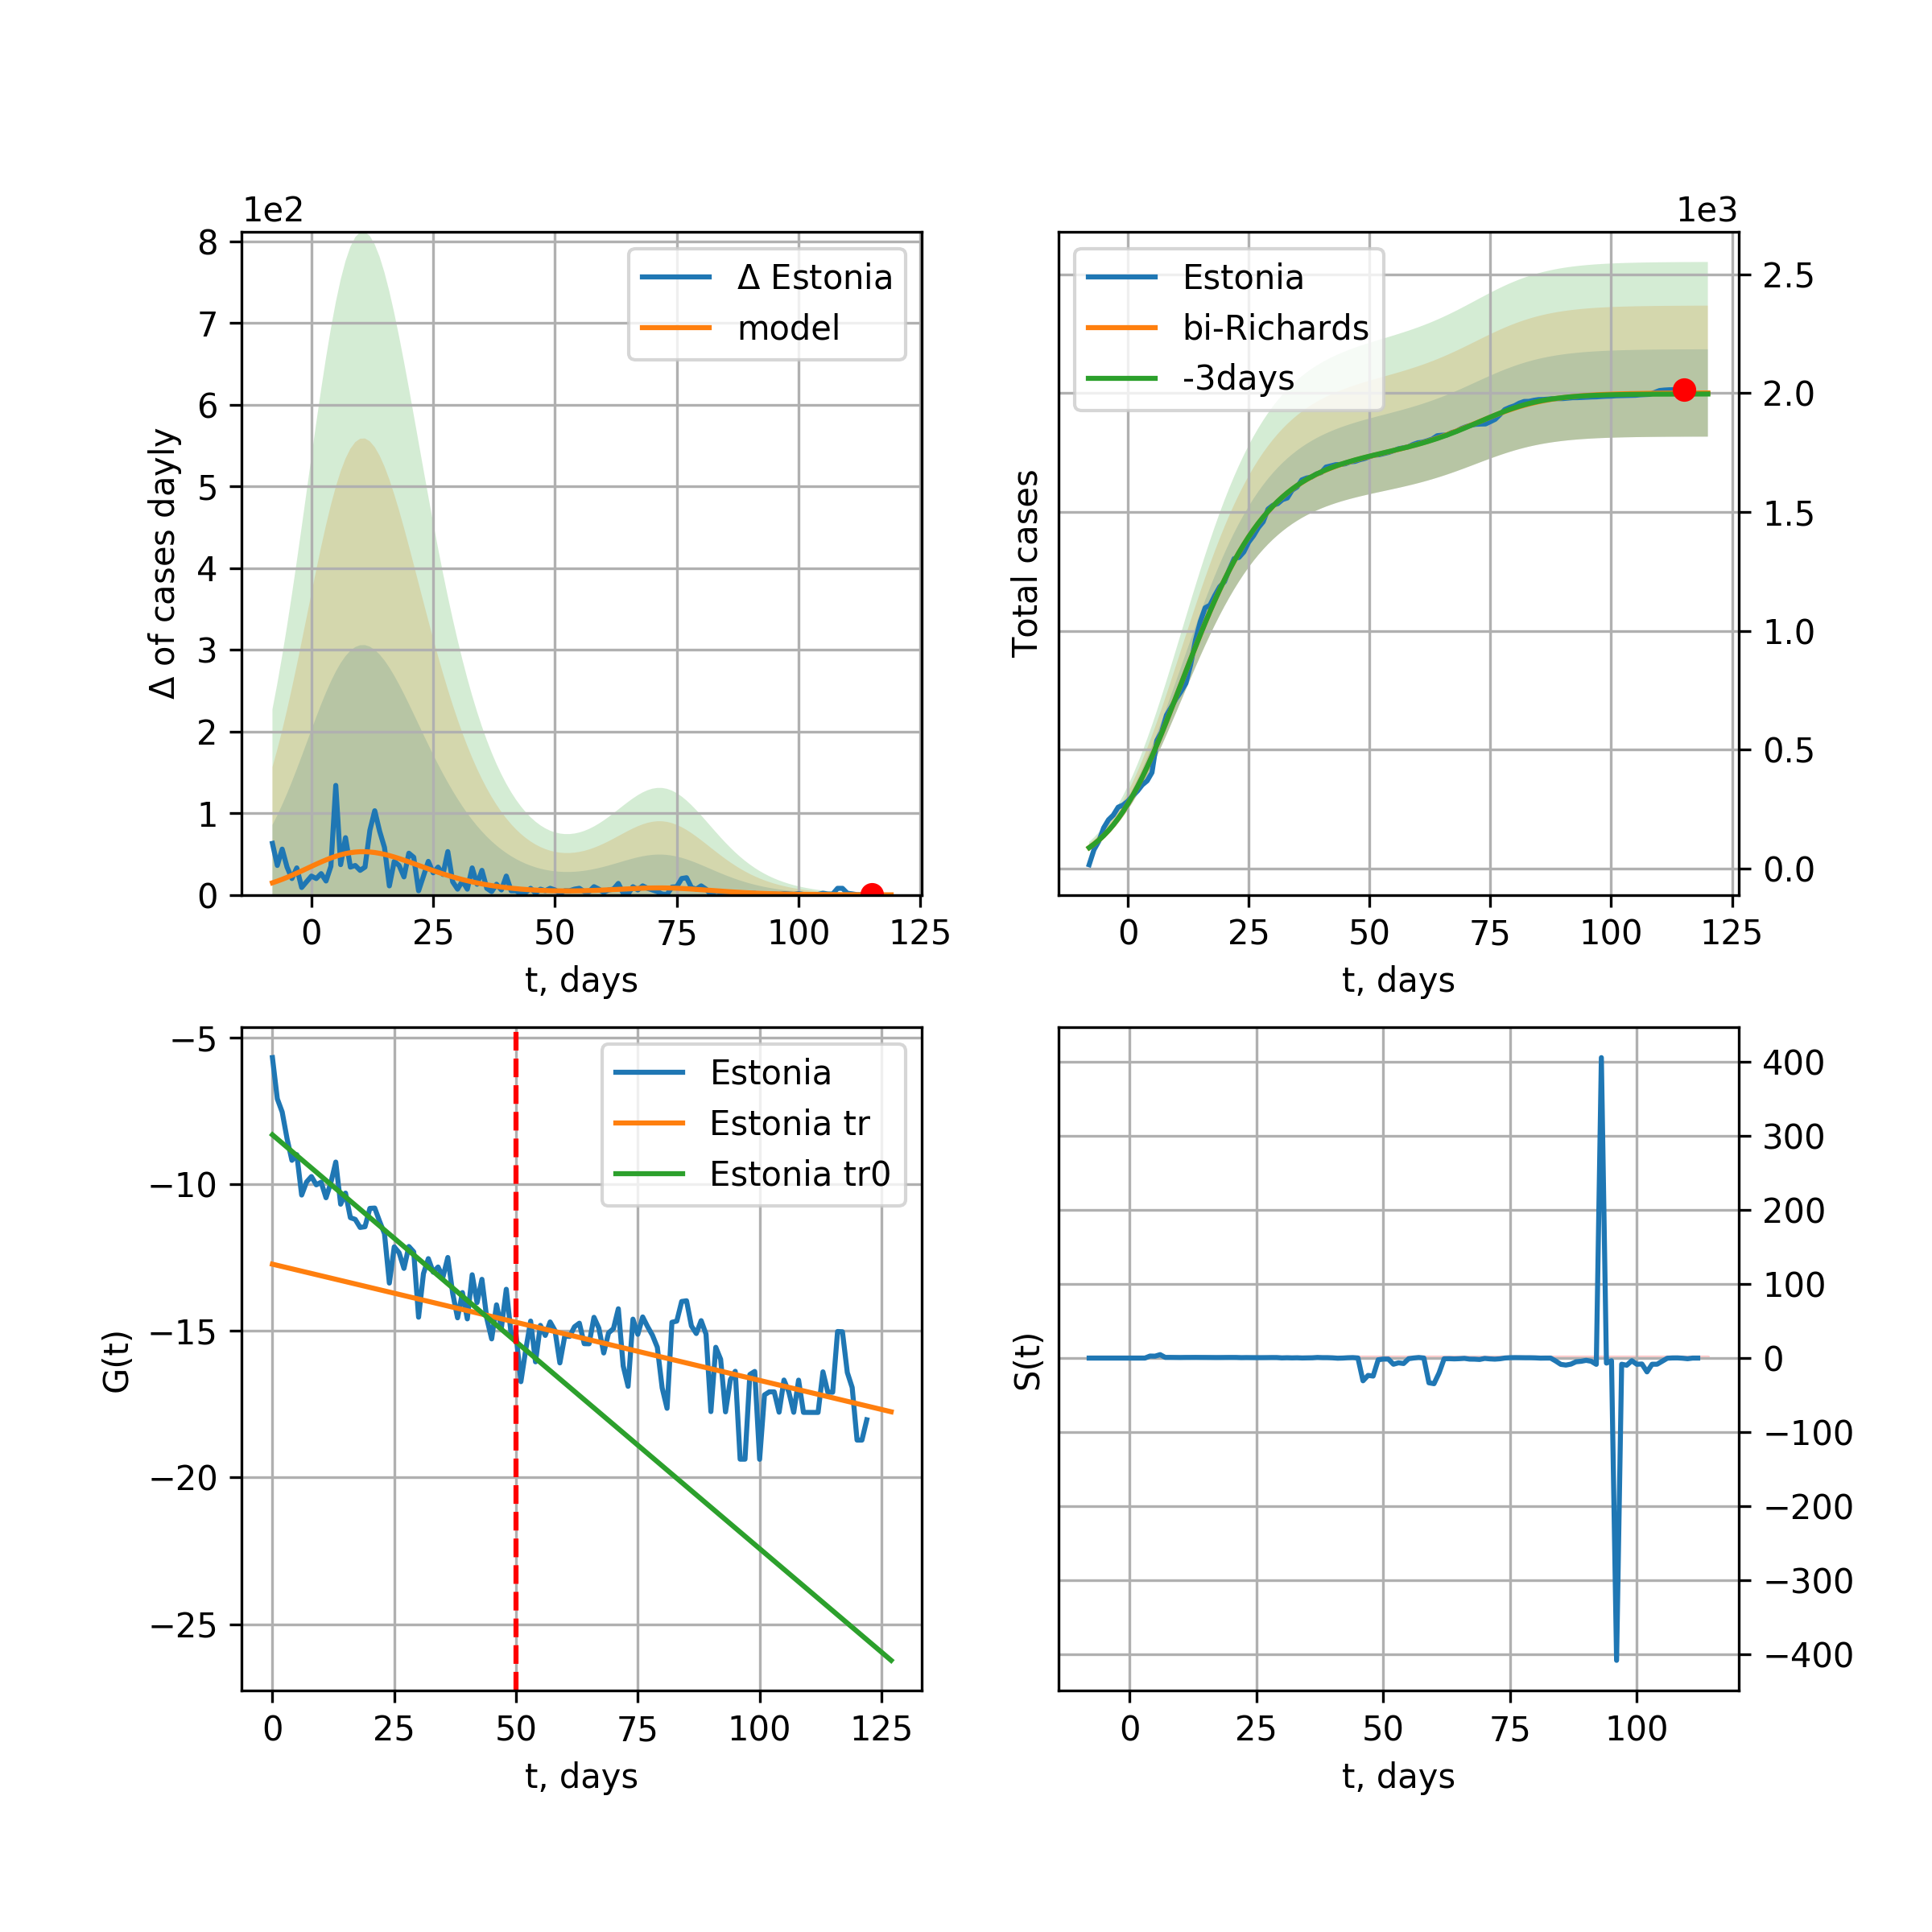 1e2
8
7
6
5
4
3
2
1
0
Δ of cases dayly
Δ Estonia
model
0 25 50 75 100 125
t, days
1e3
Total cases
Estonia
bi-Richards
-3days
2.5
2.0
1.5
1.0
0.5
0.0
0 25 50 75 100 125
t, days
−5
−10
−15
−20
−25
G(t)
Estonia
Estonia tr
Estonia tr0
0 25 50 75 100 125
t, days
S(t)
400
300
200
100
0
−100
−200
−300
−400
0 25 50 75 100
t, days